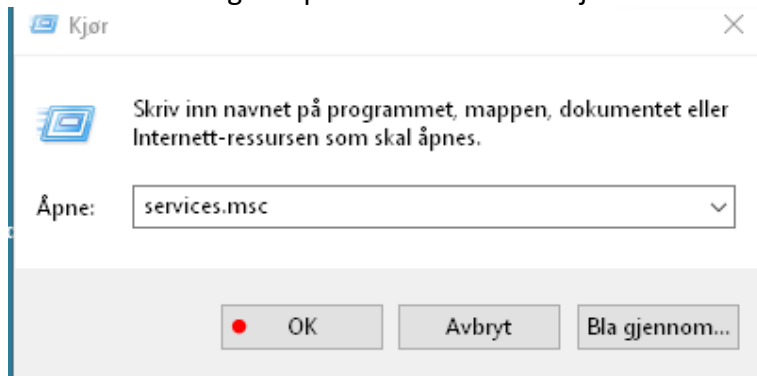 Kjør
Skriv inn navnet på programmet, mappen, dokumentet eller
Internett-ressursen som skal åpnes.
Åpne: services.msc
OK Avbryt Bla gjennom...